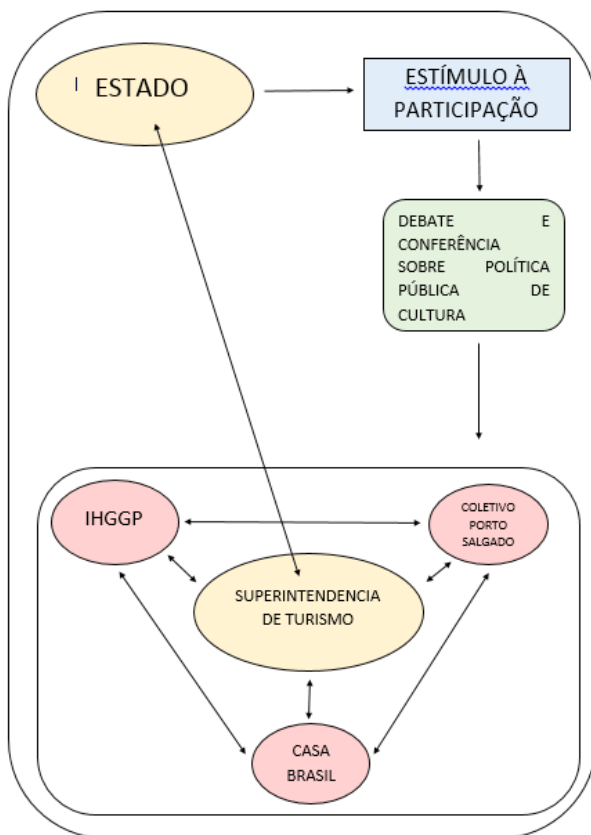 ESTADO
ESTÍMULO À
PARTICIPAÇÃO
DEBATE E
CONFERÊNCIA
SOBRE POLÍTICA
PÚBLICA DE
CULTURA
IHGGP
COLETIVO
PORTO
SALGADO
SUPERINTENDENCIA
DE TURISMO
CASA
BRASIL